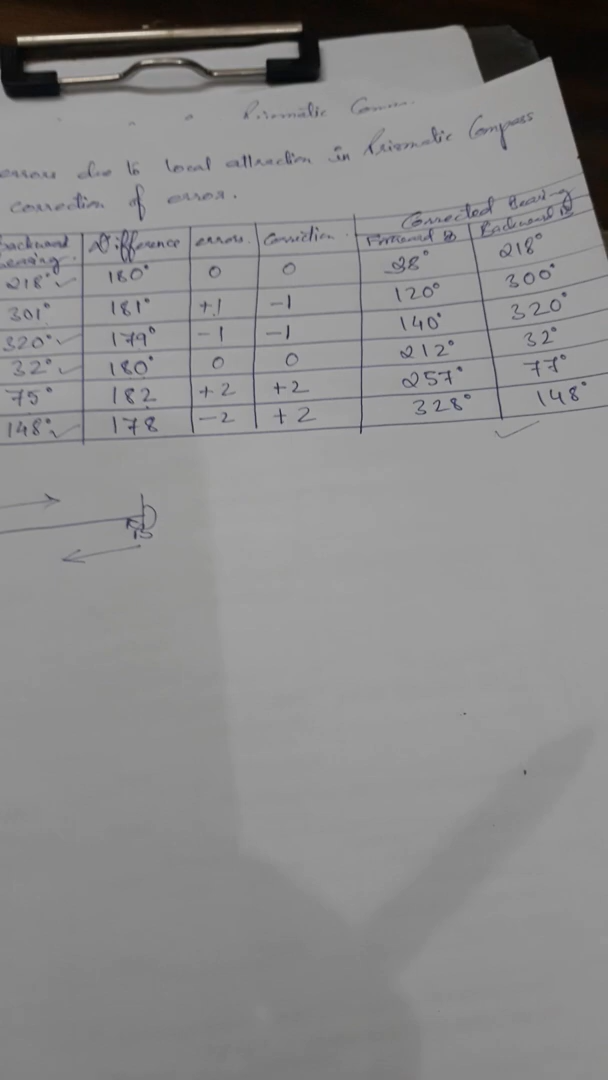 Prismatic
errors due to local attraction in Prismatic Compass
correction of error.
Corrected Bearing
Backward Bearing. Difference errors. Correction. Forward B Backward B
218° ✓ 180° 0 0 38° 218°
301° 181° +1 -1 120° 300°
320° ✓ 179° -1 -1 140° 320°
32° ✓ 180° 0 0 212° 32°
75° 182 +2 +2 257° 77°
148° ✓ 178 -2 +2 328° 148°
B